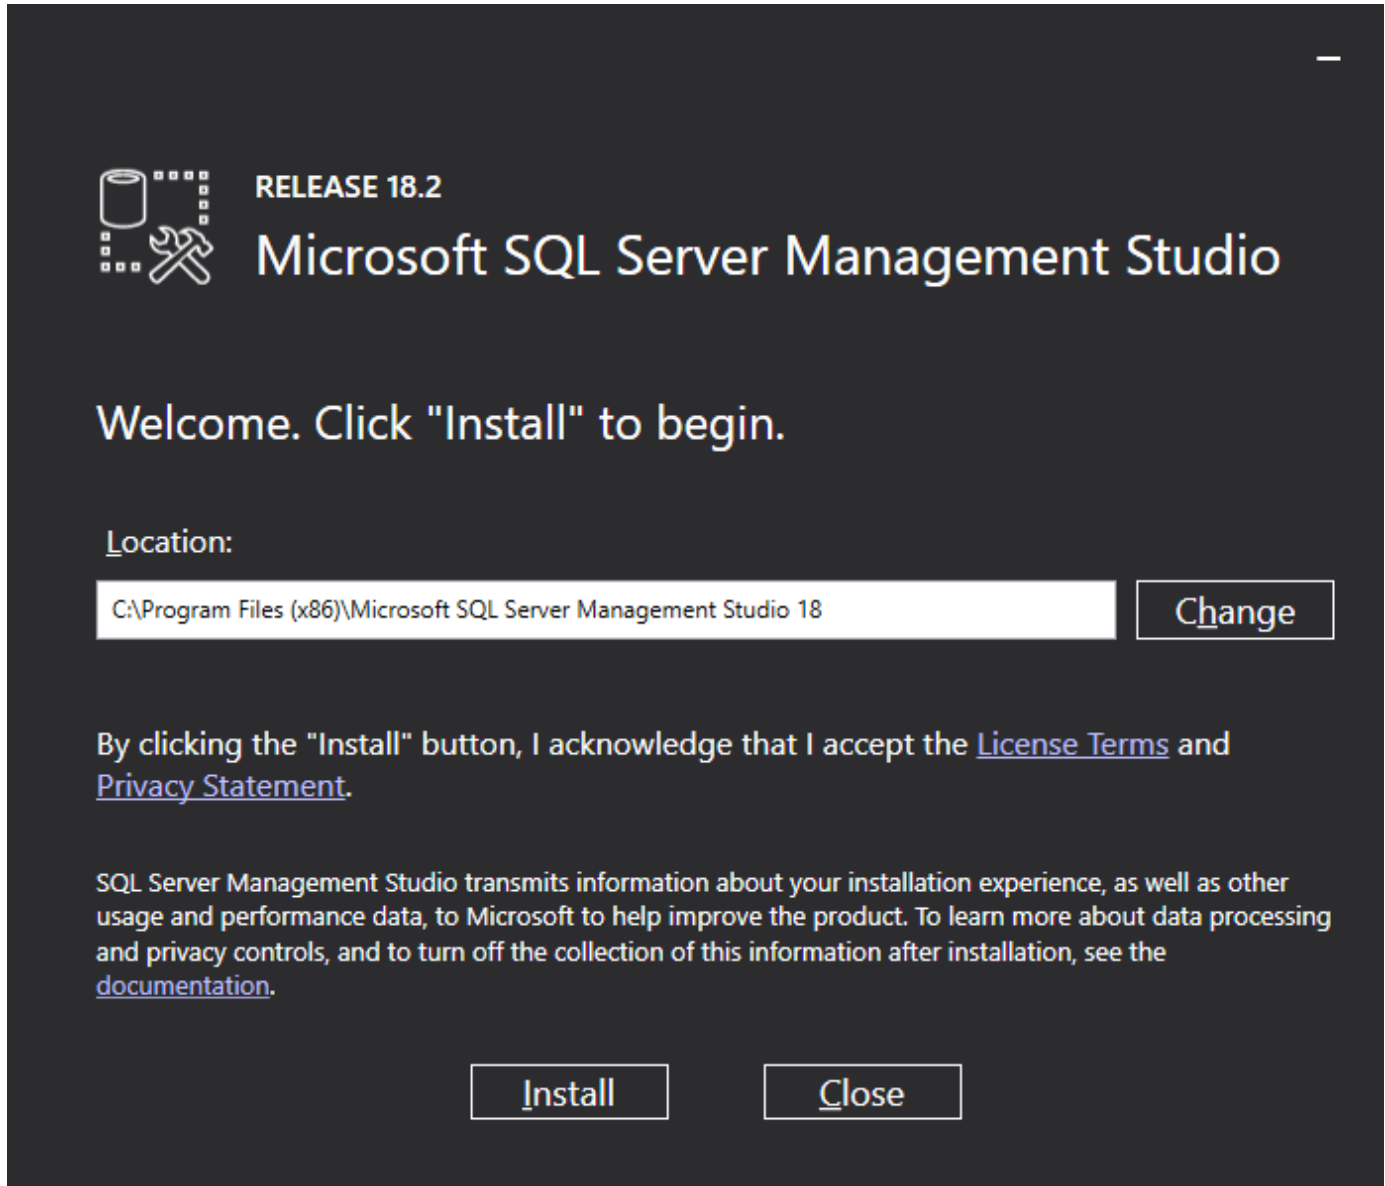 RELEASE 18.2
Microsoft SQL Server Management Studio
Welcome. Click "Install" to begin.
Location:
C:\Program Files (x86)\Microsoft SQL Server Management Studio 18
Change
By clicking the "Install" button, I acknowledge that I accept the License Terms and
Privacy Statement.
SQL Server Management Studio transmits information about your installation experience, as well as other
usage and performance data, to Microsoft to help improve the product. To learn more about data processing
and privacy controls, and to turn off the collection of this information after installation, see the
documentation.
Install
Close